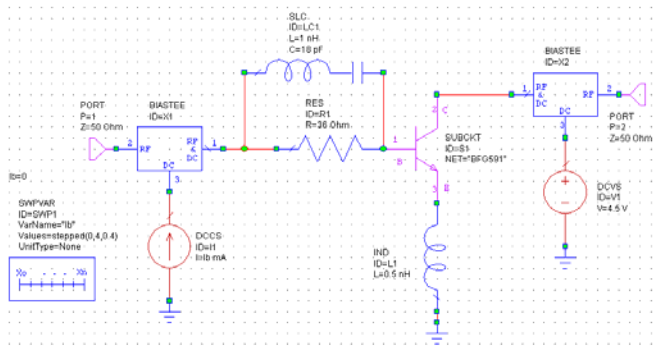 SLC
ID=LC1
L=1 nH
C=18 pF
BIASTEE
ID=X2
1
RF
&
DC
RF
2
DC
3
PORT
P=1
Z=50 Ohm
BIASTEE
ID=X1
2
RF
RF
&
DC
1
DC
3
RES
ID=R1
R=36 Ohm
2
C
1
B
3
E
SUBCKT
ID=S1
NET="BFG591"
PORT
P=2
Z=50 Ohm
DCVS
ID=V1
V=4.5 V
Ib=0
SWPVAR
ID=SWP1
VarName="Ib"
Values=stepped(0,4,0.4)
UnitType=None
Xo . . . Xn
DCCS
ID=I1
I=Ib mA
IND
ID=L1
L=0.5 nH